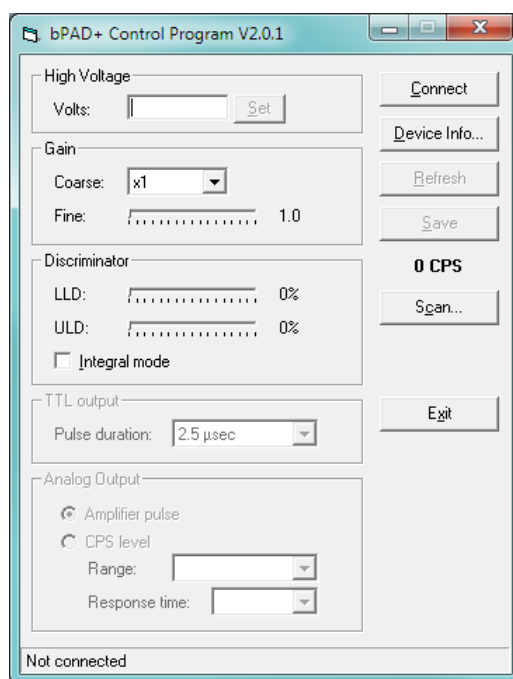 bPAD+ Control Program V2.0.1
High Voltage
Volts: Set
Gain
Coarse: x1
Fine: 1.0
Discriminator
LLD: 0%
ULD: 0%
Integral mode
TTL output
Pulse duration: 2.5 µsec
Analog Output
Amplifier pulse
CPS level
Range:
Response time:
Connect
Device Info...
Refresh
Save
0 CPS
Scan...
Exit
Not connected